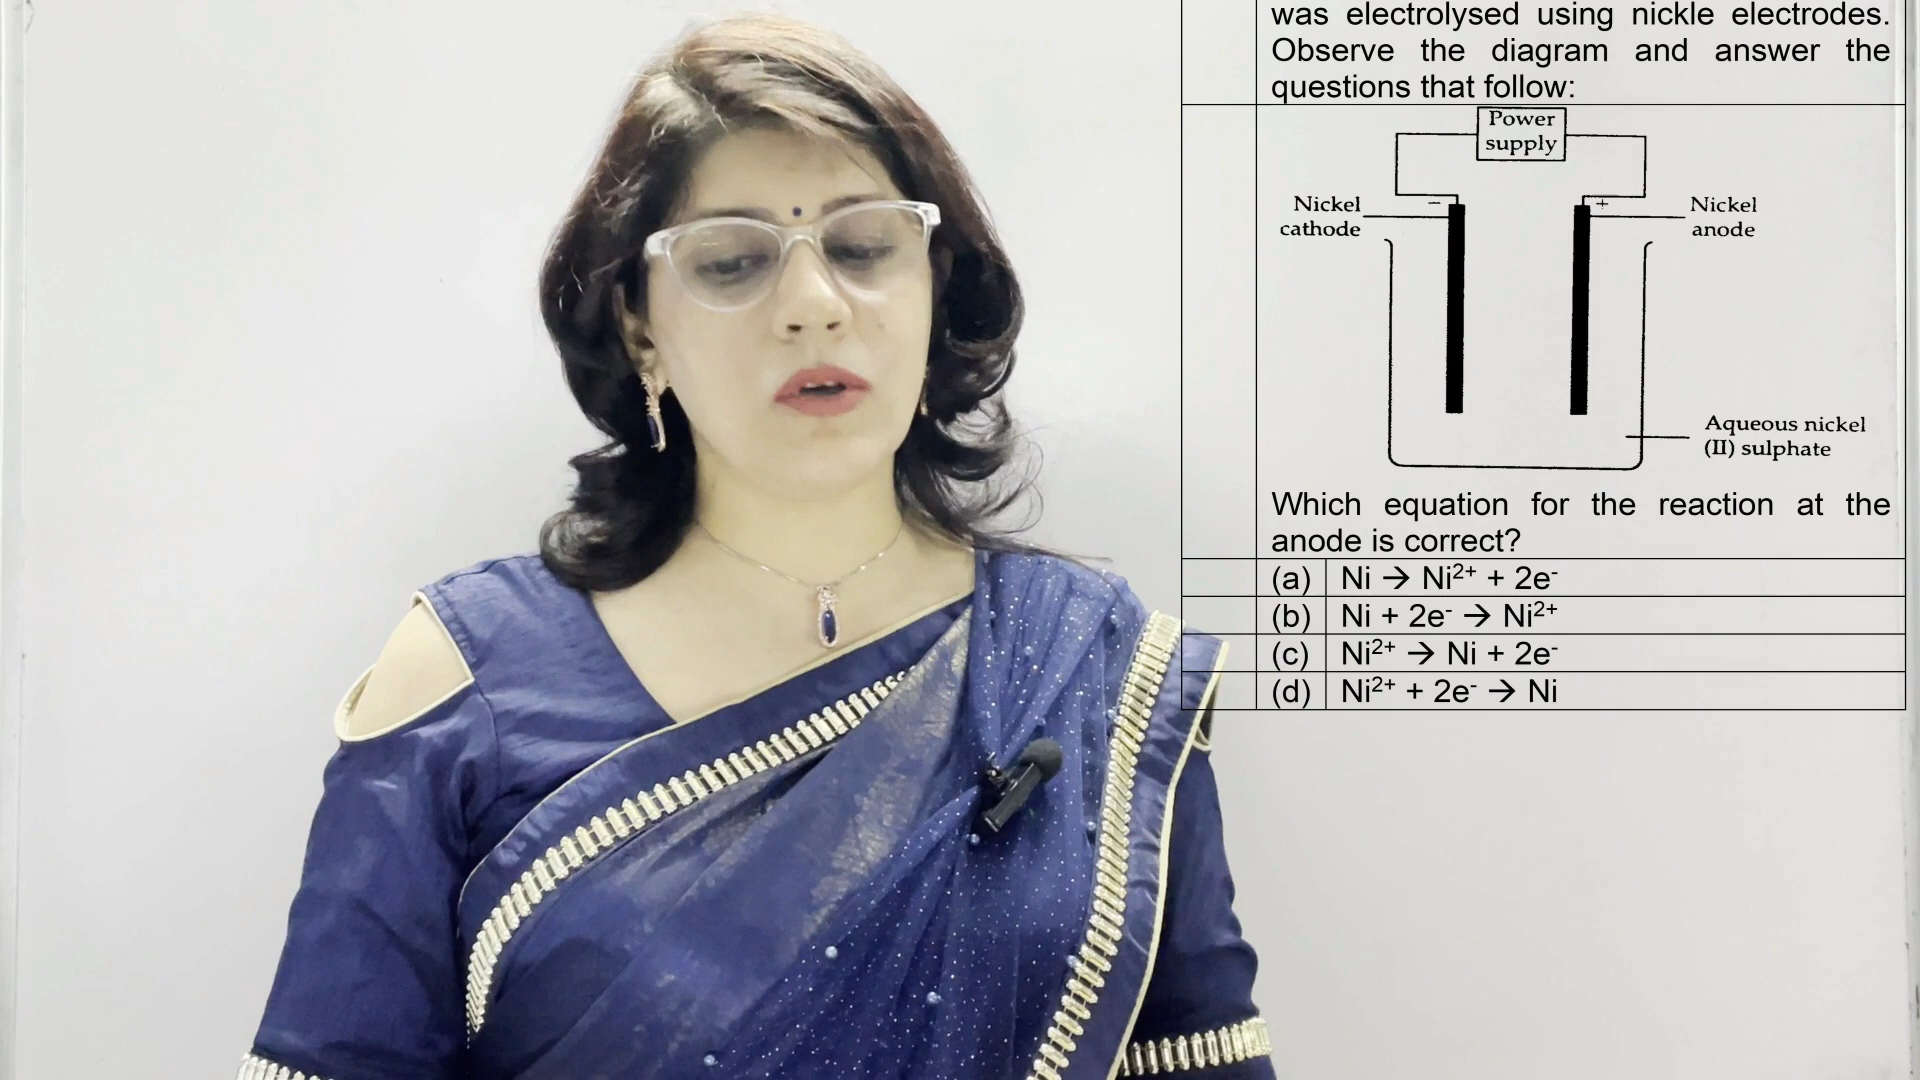 was electrolysed using nickle electrodes.
Observe the diagram and answer the
questions that follow:
Power
supply
Nickel
cathode
−
+
Nickel
anode
Aqueous nickel
(II) sulphate
Which equation for the reaction at the
anode is correct?
(a) Ni → Ni²⁺ + 2e⁻
(b) Ni + 2e⁻ → Ni²⁺
(c) Ni²⁺ → Ni + 2e⁻
(d) Ni²⁺ + 2e⁻ → Ni